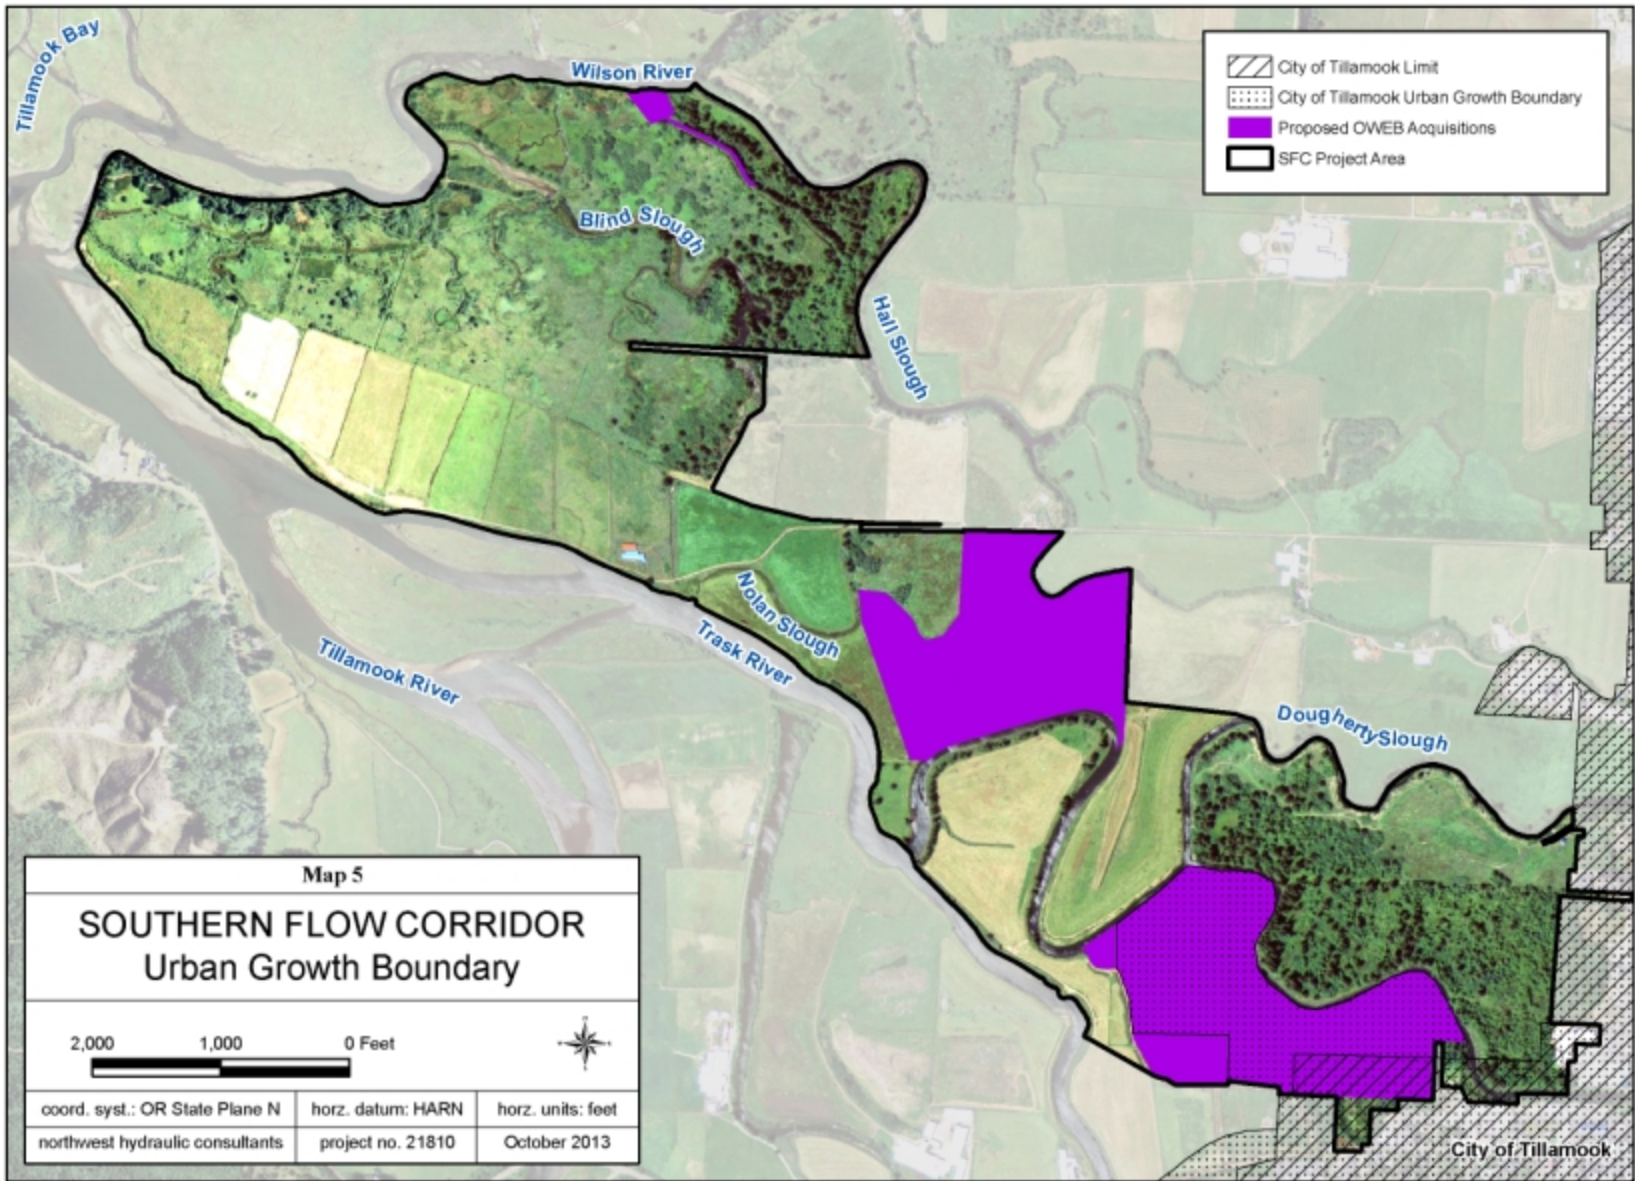 Tillamook Bay
Wilson River
City of Tillamook Limit
City of Tillamook Urban Growth Boundary
Proposed OWEB Acquisitions
SFC Project Area
Blind Slough
Hall Slough
Nolan Slough
Trask River
Tillamook River
Dougherty Slough
Map 5
SOUTHERN FLOW CORRIDOR
Urban Growth Boundary
2,000 1,000 0 Feet
coord. syst.: OR State Plane N horz. datum: HARN horz. units: feet
northwest hydraulic consultants project no. 21810 October 2013
City of Tillamook